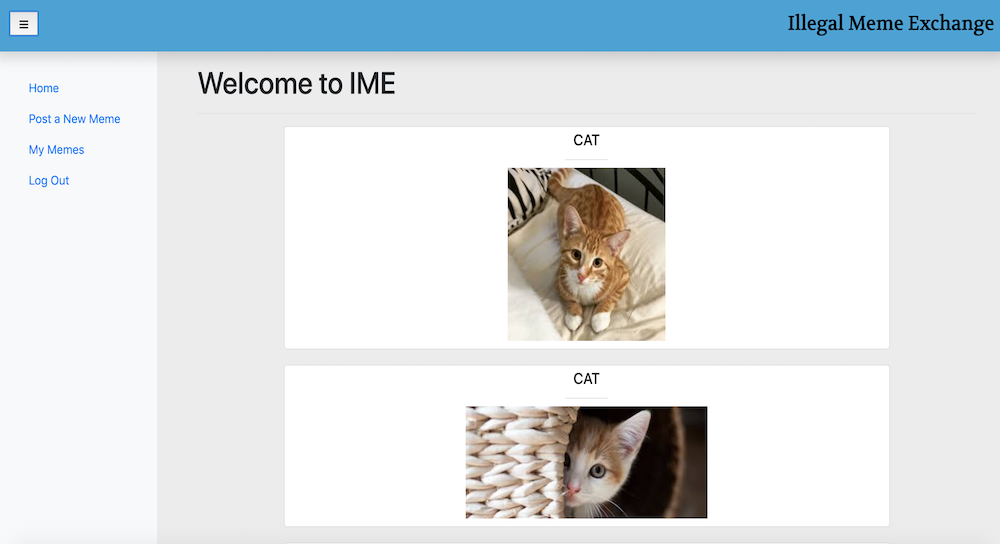 Illegal Meme Exchange
Home
Post a New Meme
My Memes
Log Out
Welcome to IME
CAT
CAT